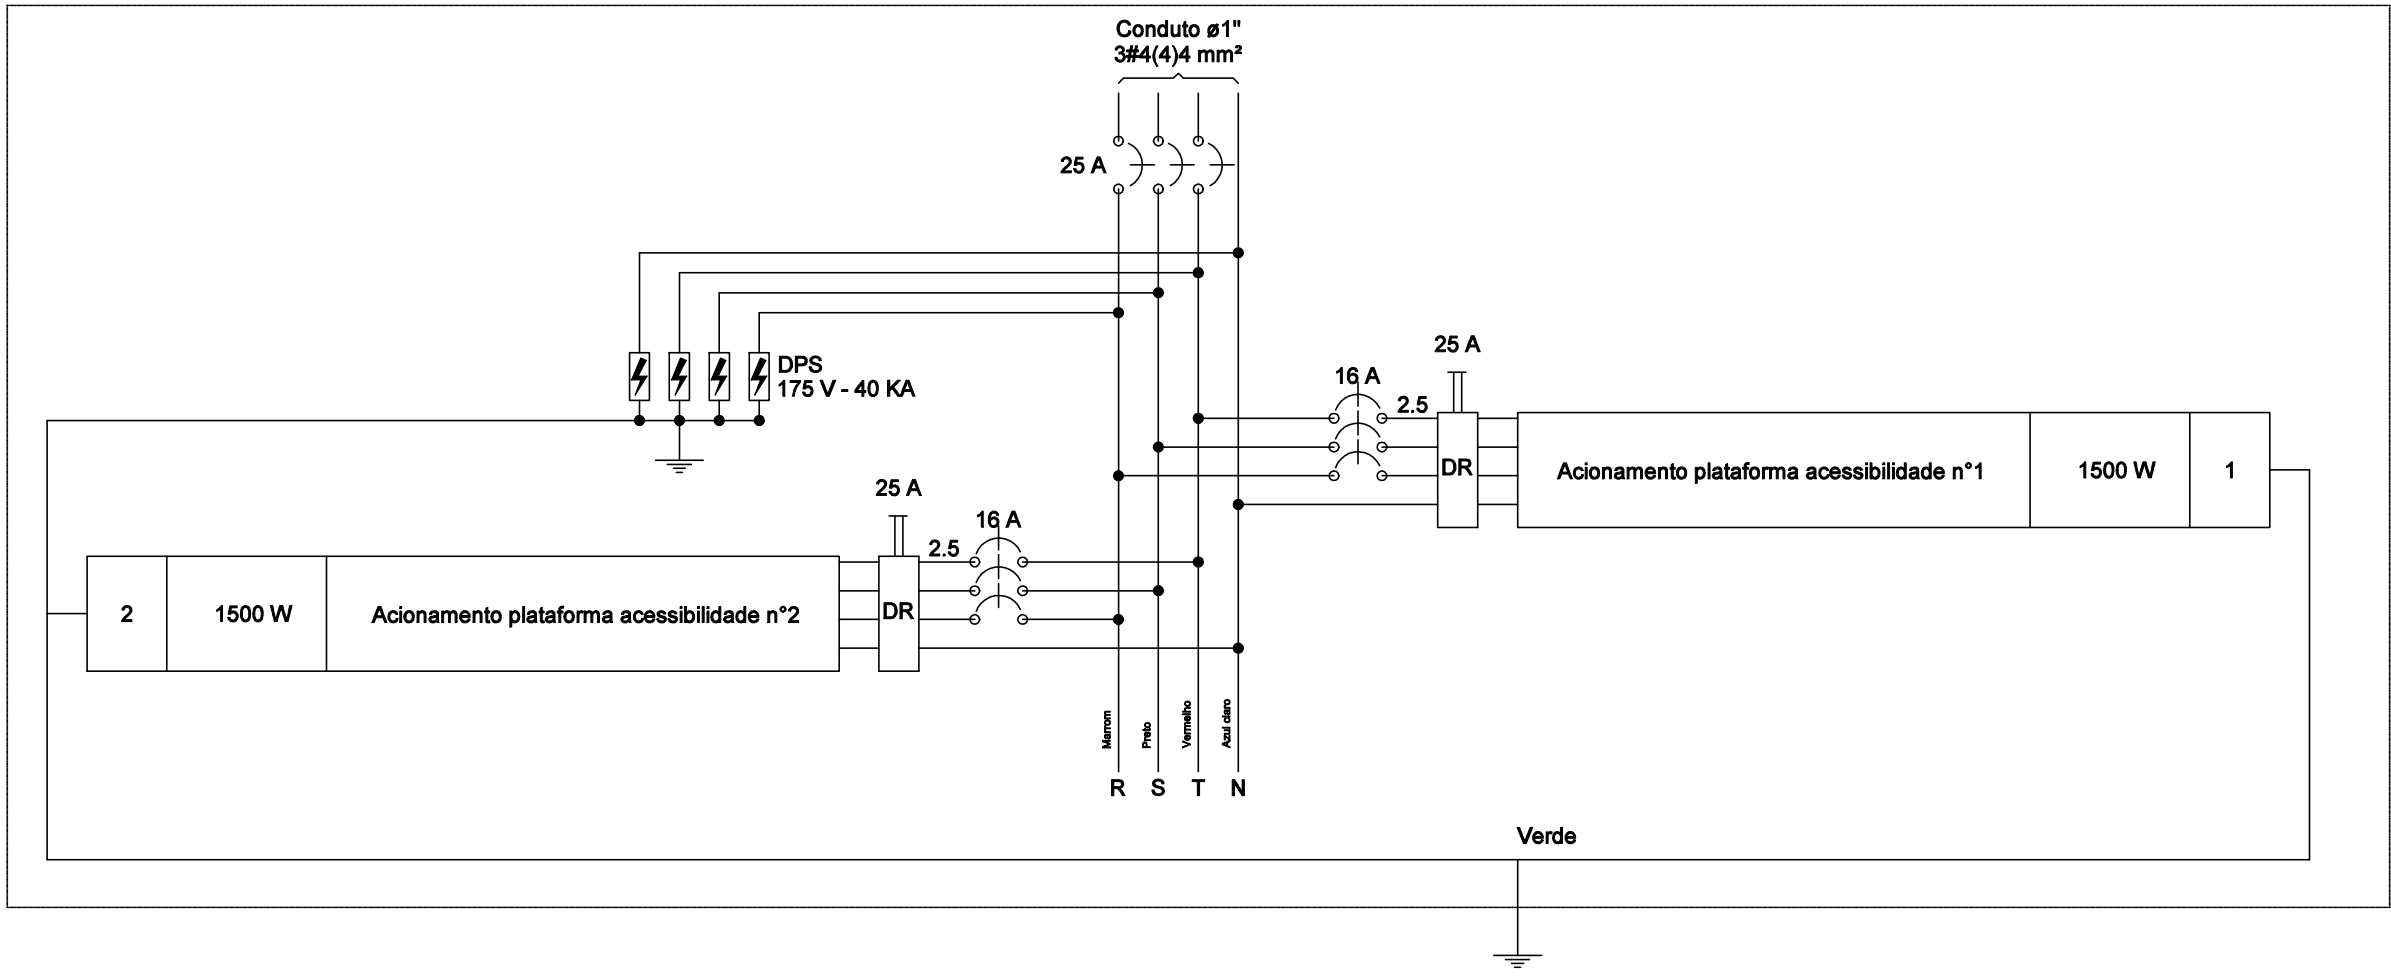 Conduto ø1"
3#4(4)4 mm²
25 A
DPS
175 V - 40 KA
25 A
16 A
2.5
DR
Acionamento plataforma acessibilidade n°1
1500 W
1
25 A
16 A
2.5
2
1500 W
Acionamento plataforma acessibilidade n°2
DR
Marrom
Preto
Vermelho
Azul claro
R S T N
Verde